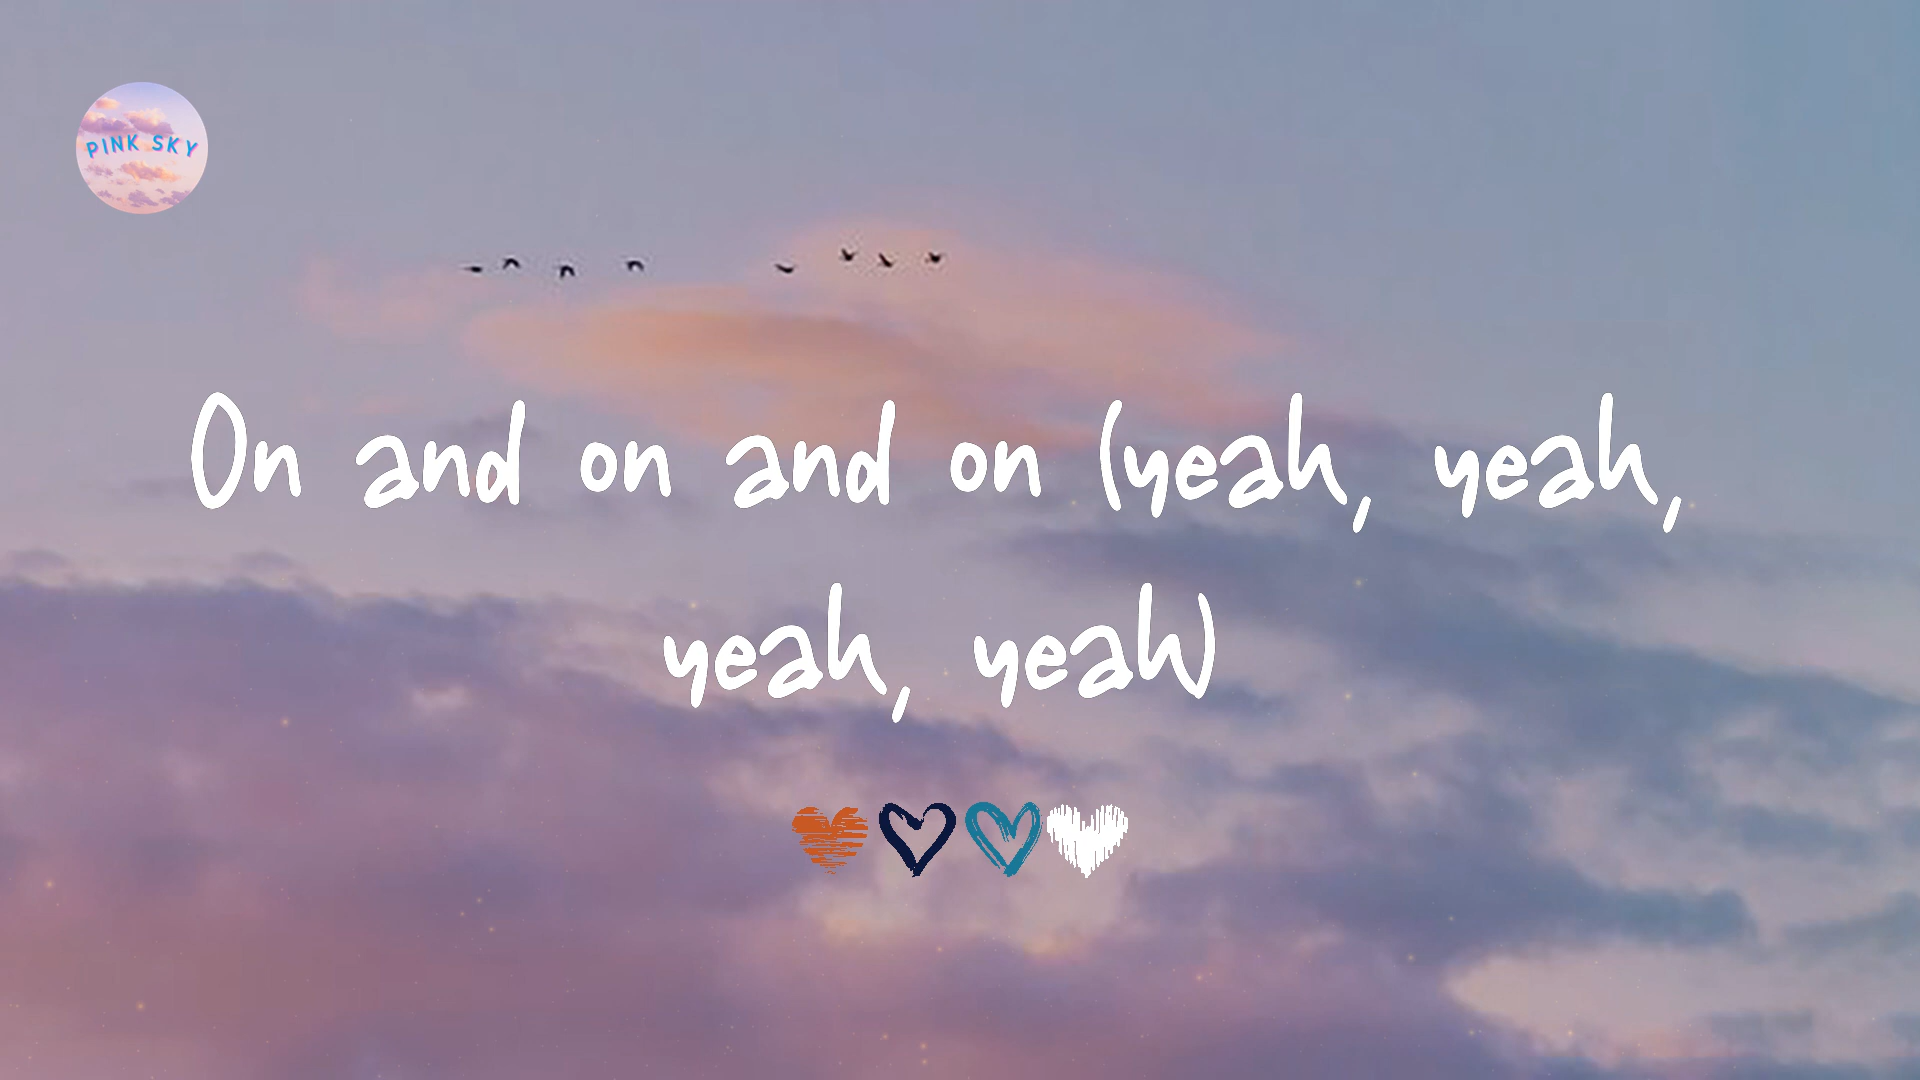 PINK SKY
On and on and on (yeah, yeah,
yeah, yeah)